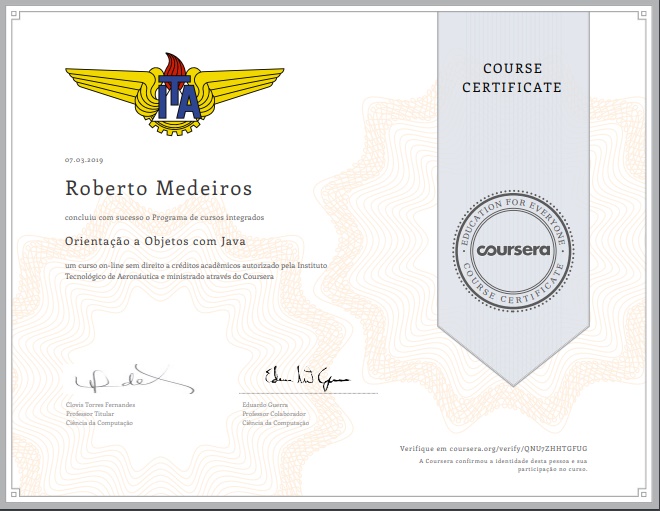 COURSE
CERTIFICATE
ITA
07.03.2019
Roberto Medeiros
concluiu com sucesso o Programa de cursos integrados
Orientação a Objetos com Java
um curso on-line sem direito a créditos acadêmicos autorizado pela Instituto
Tecnológico de Aeronáutica e ministrado através do Coursera
EDUCATION FOR EVERYONE
coursera
COURSE CERTIFICATE
Clovis Torres Fernandes
Professor Titular
Ciência da Computação
Eduardo Guerra
Professor Colaborador
Ciência da Computação
Verifique em coursera.org/verify/QNU7ZHHTGFUG
A Coursera confirmou a identidade desta pessoa e sua
participação no curso.